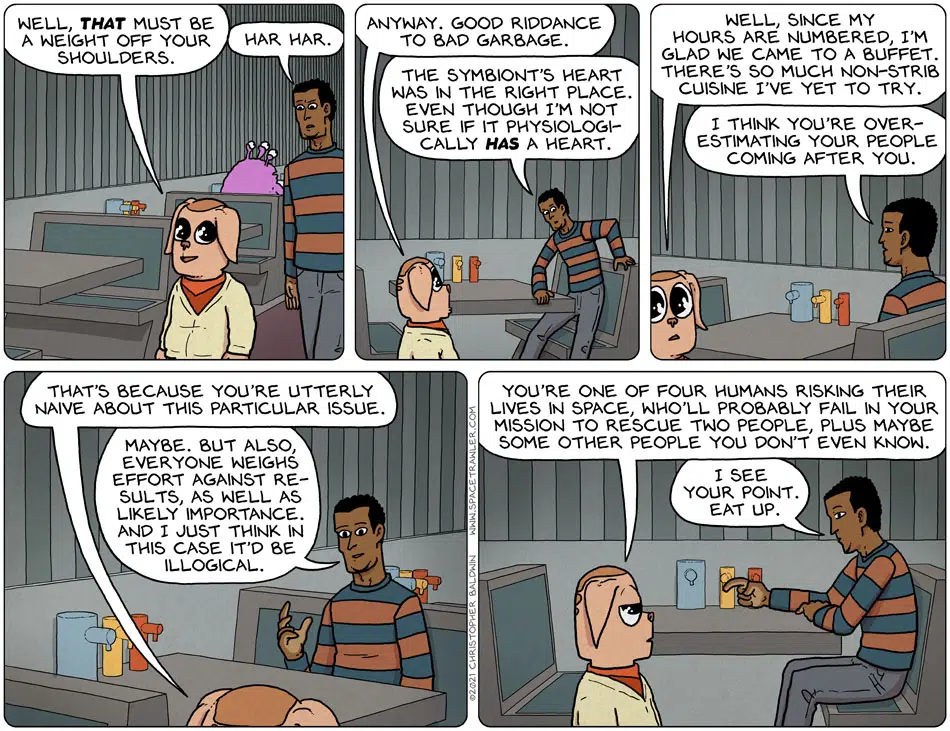 WELL, THAT MUST BE
A WEIGHT OFF YOUR
SHOULDERS.
HAR HAR.
ANYWAY. GOOD RIDDANCE
TO BAD GARBAGE.
THE SYMBIONT'S HEART
WAS IN THE RIGHT PLACE.
EVEN THOUGH I'M NOT
SURE IF IT PHYSIOLOGI-
CALLY HAS A HEART.
WELL, SINCE MY
HOURS ARE NUMBERED, I'M
GLAD WE CAME TO A BUFFET.
THERE'S SO MUCH NON-STRIB
CUISINE I'VE YET TO TRY.
I THINK YOU'RE OVER-
ESTIMATING YOUR PEOPLE
COMING AFTER YOU.
THAT'S BECAUSE YOU'RE UTTERLY
NAIVE ABOUT THIS PARTICULAR ISSUE.
MAYBE. BUT ALSO,
EVERYONE WEIGHS
EFFORT AGAINST RE-
SULTS, AS WELL AS
LIKELY IMPORTANCE.
AND I JUST THINK IN
THIS CASE IT'D BE
ILLOGICAL.
©2021 CHRISTOPHER BALDWIN WWW.SPACETRAWLER.COM
YOU'RE ONE OF FOUR HUMANS RISKING THEIR
LIVES IN SPACE, WHO'LL PROBABLY FAIL IN YOUR
MISSION TO RESCUE TWO PEOPLE, PLUS MAYBE
SOME OTHER PEOPLE YOU DON'T EVEN KNOW.
I SEE
YOUR POINT.
EAT UP.